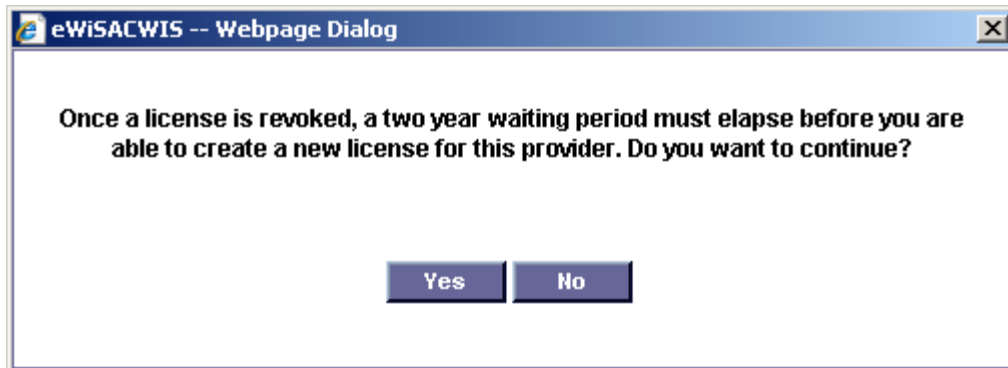 eWiSACWIS -- Webpage Dialog
Once a license is revoked, a two year waiting period must elapse before you are
able to create a new license for this provider. Do you want to continue?
Yes No